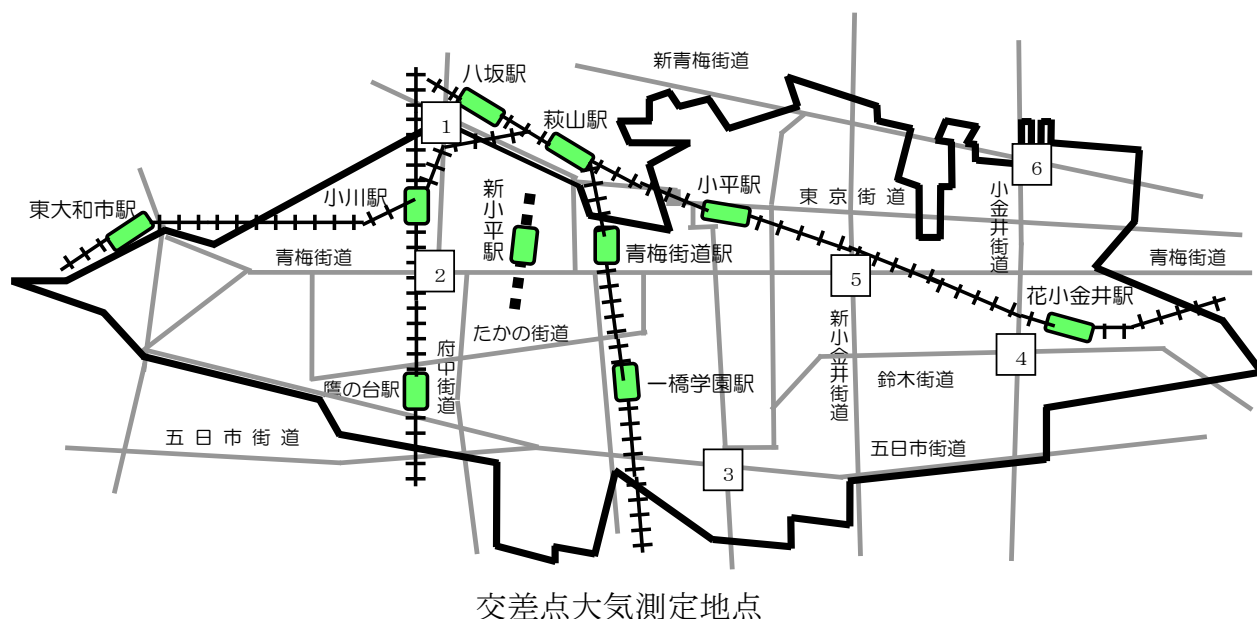 新青梅街道
八坂駅
1
萩山駅
6
小川駅
新小平駅
小平駅
東京街道
小金井街道
東大和市駅
青梅街道
2
青梅街道駅
5
青梅街道
花小金井駅
たかの街道
新小金井街道
4
府中街道
鷹の台駅
一橋学園駅
鈴木街道
五日市街道
五日市街道
3
交差点大気測定地点